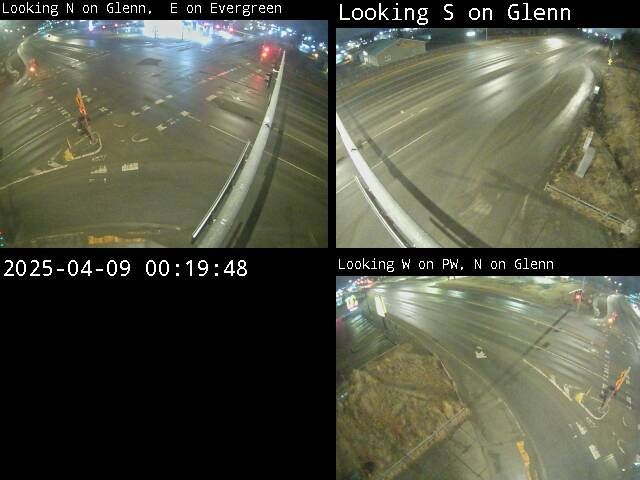 Looking N on Glenn,  E on Evergreen
Looking S on Glenn
2025-04-09 00:19:48
Looking W on PW, N on Glenn